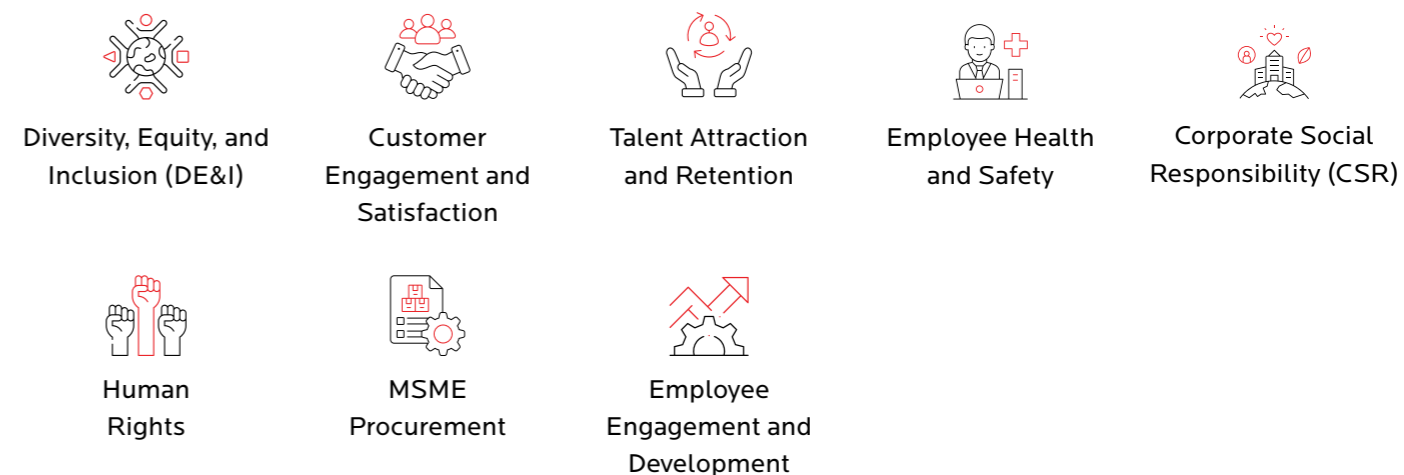 Diversity, Equity, and
Inclusion (DE&I)
Customer
Engagement and
Satisfaction
Talent Attraction
and Retention
Employee Health
and Safety
Corporate Social
Responsibility (CSR)
Human
Rights
MSME
Procurement
Employee
Engagement and
Development